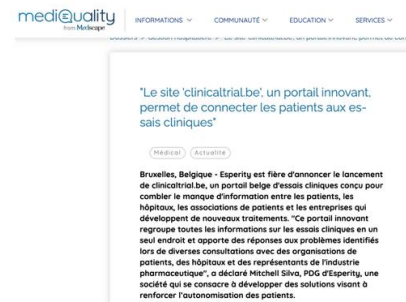 mediQuality
from Medscape
INFORMATIONS COMMUNAUTÉ EDUCATION SERVICES
"Le site 'clinicaltrial.be', un portail innovant,
permet de connecter les patients aux es-
sais cliniques"
Médical Actualité
Bruxelles, Belgique - Esperity est fière d'annoncer le lancement
de clinicaltrial.be, un portail belge d'essais cliniques conçu pour
combler le manque d'information entre les patients, les
hôpitaux, les associations de patients et les entreprises qui
développent de nouveaux traitements. "Ce portail innovant
regroupe toutes les informations sur les essais cliniques en un
seul endroit et apporte des réponses aux problèmes identifiés
lors de diverses consultations avec des organisations de
patients, des hôpitaux et des représentants de l'industrie
pharmaceutique", a déclaré Mitchell Silva, PDG d'Esperity, une
société qui se consacre à développer des solutions visant à
renforcer l'autonomisation des patients.